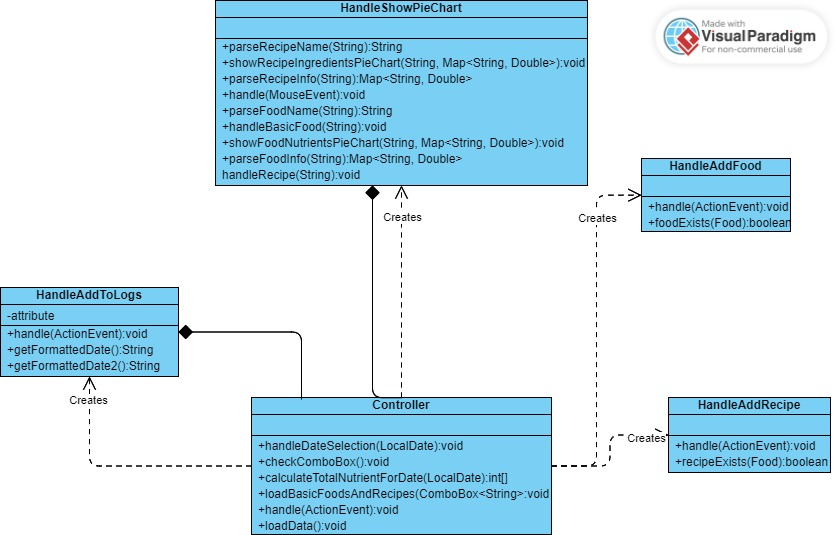 HandleShowPieChart
+parseRecipeName(String):String
+showRecipeIngredientsPieChart(String, Map<String, Double>):void
+parseRecipeInfo(String):Map<String, Double>
+handle(MouseEvent):void
+parseFoodName(String):String
+handleBasicFood(String):void
+showFoodNutrientsPieChart(String, Map<String, Double>):void
+parseFoodInfo(String):Map<String, Double>
handleRecipe(String):void
Made with
VisualParadigm
For non-commercial use
HandleAddFood
+handle(ActionEvent):void
+foodExists(Food):boolean
Creates
Creates
HandleAddToLogs
-attribute
+handle(ActionEvent):void
+getFormattedDate():String
+getFormattedDate2():String
Creates
Controller
+handleDateSelection(LocalDate):void
+checkComboBox():void
+calculateTotalNutrientForDate(LocalDate):int[]
+loadBasicFoodsAndRecipes(ComboBox<String>:void
+handle(ActionEvent):void
+loadData():void
Creates
HandleAddRecipe
+handle(ActionEvent):void
+recipeExists(Food):boolean